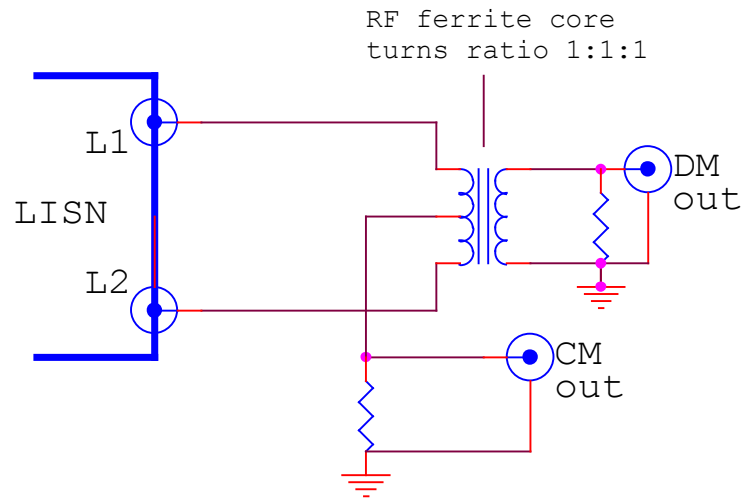 RF ferrite core
turns ratio 1:1:1
L1
DM
out
LISN
L2
CM
out